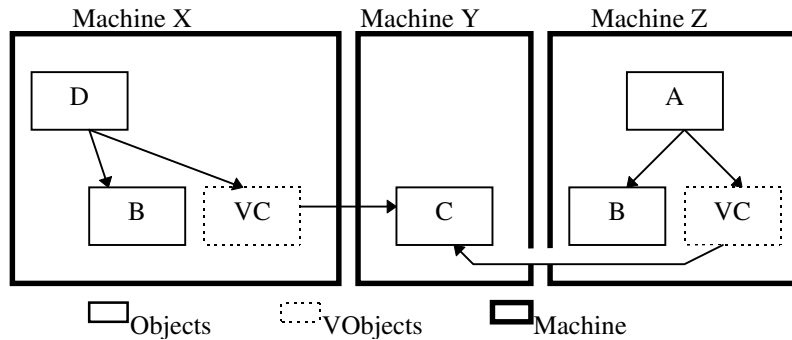 Machine X Machine Y Machine Z
D A
B VC C B VC
Objects VObjects Machine